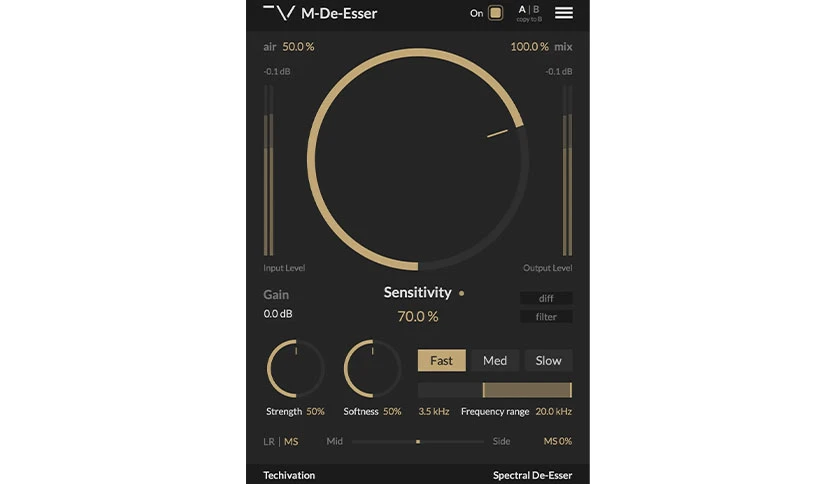 M-De-Esser
On
A | B
copy to B
air 50.0 %
100.0 % mix
-0.1 dB
-0.1 dB
Input Level
Output Level
Gain
0.0 dB
Sensitivity
70.0 %
diff
filter
Fast
Med
Slow
Strength 50%
Softness 50%
3.5 kHz
Frequency range
20.0 kHz
LR | MS
Mid
Side
MS 0%
Techivation
Spectral De-Esser